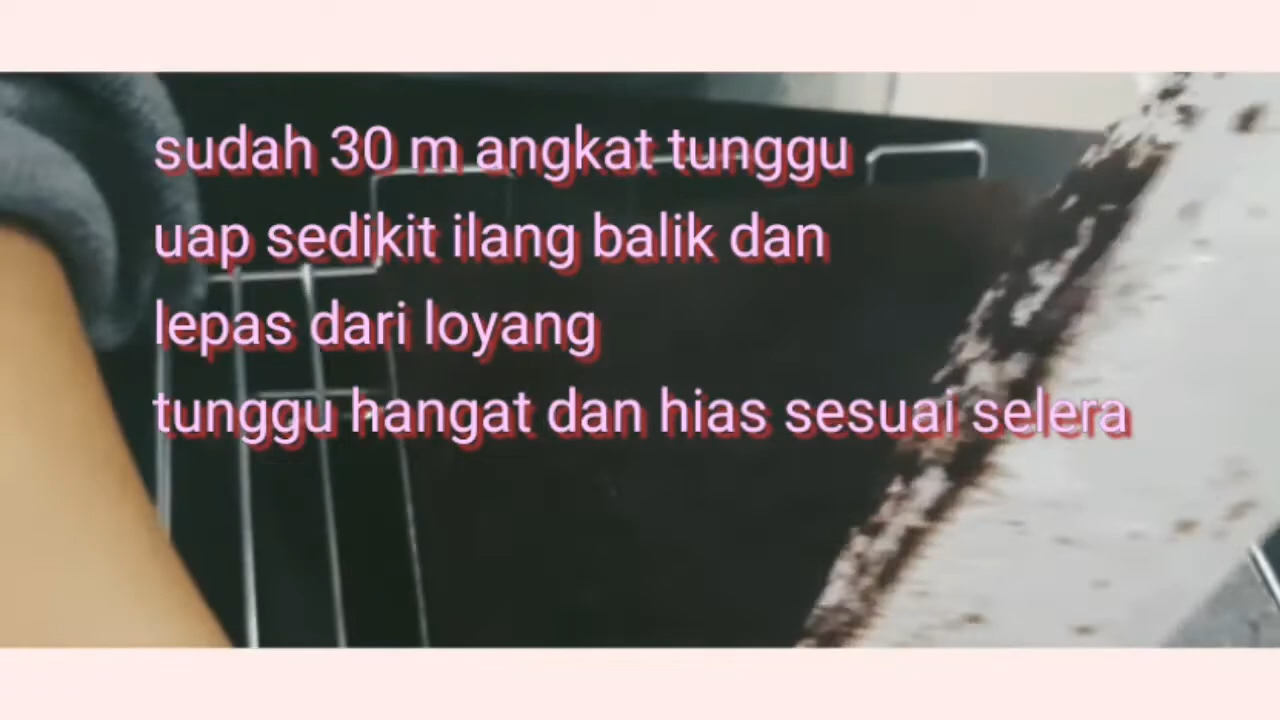 sudah 30 m angkat tunggu
uap sedikit ilang balik dan
lepas dari loyang
tunggu hangat dan hias sesuai selera